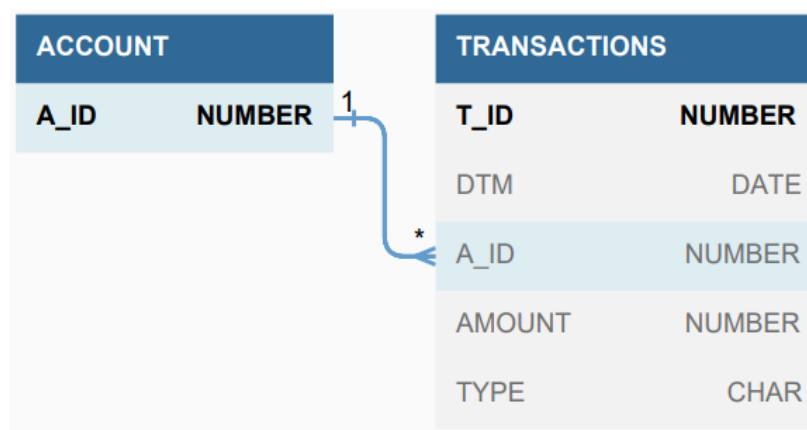 ACCOUNT
A_ID NUMBER
1
*
TRANSACTIONS
T_ID NUMBER
DTM DATE
A_ID NUMBER
AMOUNT NUMBER
TYPE CHAR